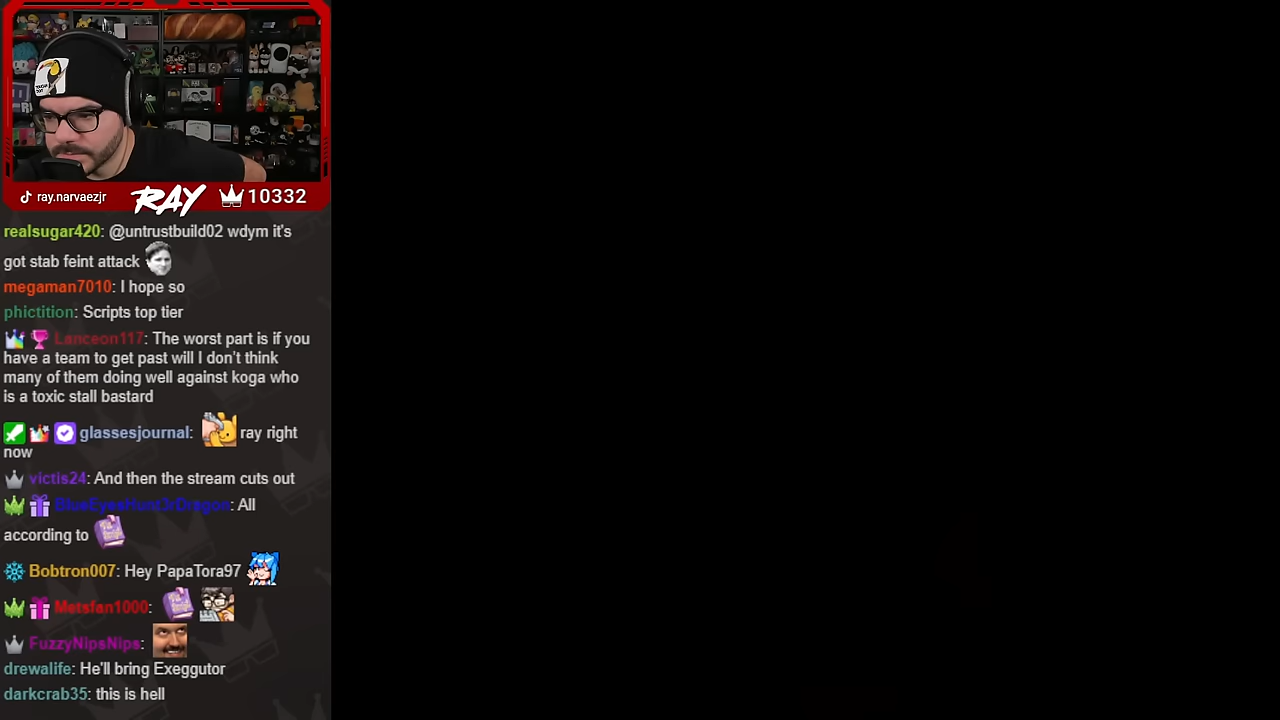 ray.narvaezjr
RAY
10332
realsugar420: @untrustbuild02 wdym it's
got stab feint attack
megaman7010: I hope so
phictition: Scripts top tier
Lanceon117: The worst part is if you
have a team to get past will I don't think
many of them doing well against koga who
is a toxic stall bastard
glassesjournal: ray right
now
victis24: And then the stream cuts out
BlueEyesHunt3rDragon: All
according to
Bobtron007: Hey PapaTora97
Metsfan1000:
FuzzyNipsNips:
drewalife: He'll bring Exeggutor
darkcrab35: this is hell